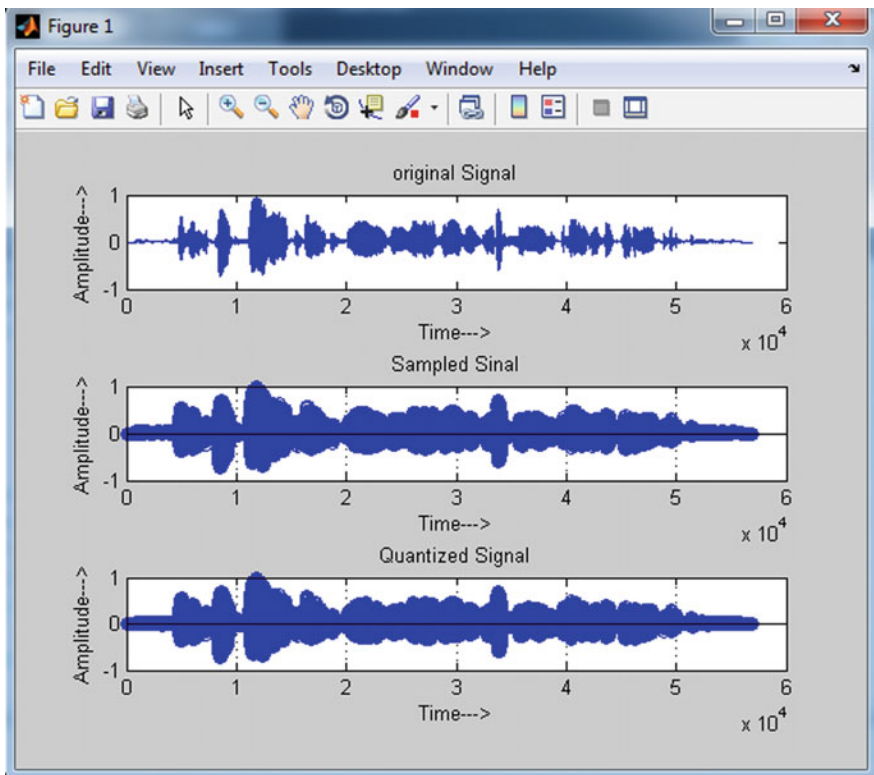 Figure 1
File Edit View Insert Tools Desktop Window Help
original Signal
Amplitude--->
1
0
-1
0 1 2 3 4 5 6
Time--->
x 10^4
Sampled Sinal
Amplitude--->
1
0
-1
0 1 2 3 4 5 6
Time--->
x 10^4
Quantized Signal
Amplitude--->
1
0
-1
0 1 2 3 4 5 6
Time--->
x 10^4